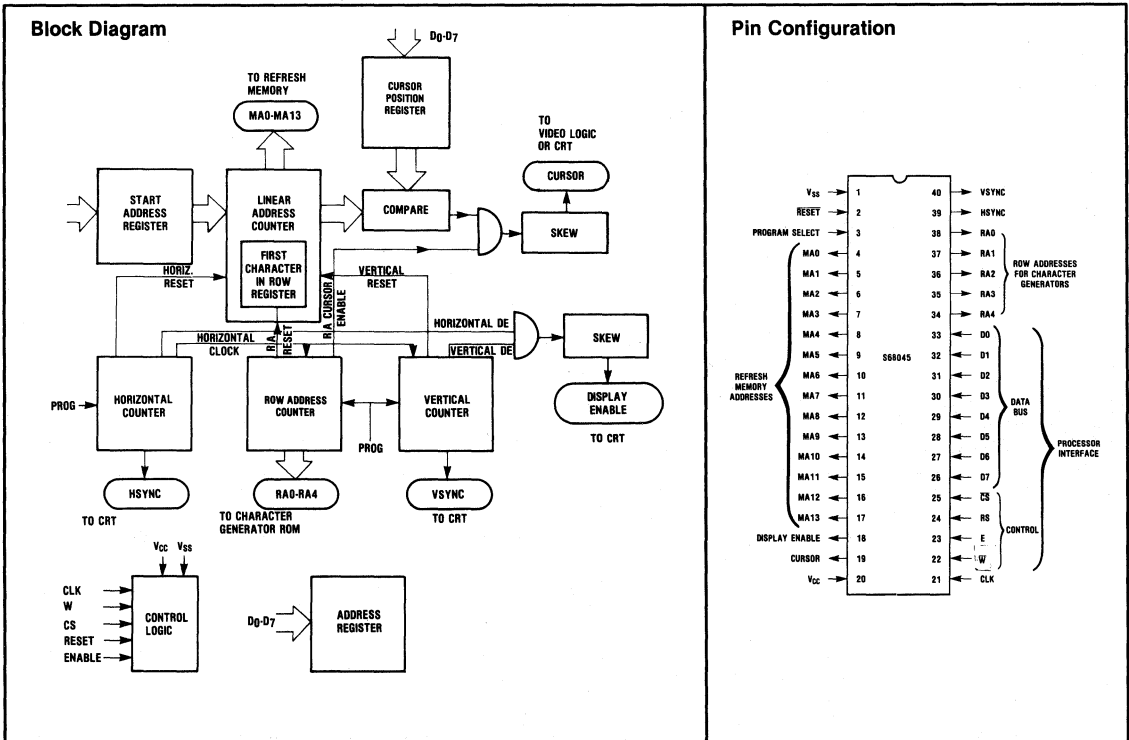 Block Diagram
D0-D7
TO REFRESH
MEMORY
MA0-MA13
CURSOR
POSITION
REGISTER
TO
VIDEO LOGIC
OR CRT
CURSOR
START
ADDRESS
REGISTER
LINEAR
ADDRESS
COUNTER
COMPARE
SKEW
FIRST
CHARACTER
IN ROW
REGISTER
HORIZ.
RESET
VERTICAL
RESET
RA CURSOR
ENABLE
HORIZONTAL DE
HORIZONTAL
CLOCK
RA
RESET
VERTICAL DE
SKEW
HORIZONTAL
COUNTER
ROW ADDRESS
COUNTER
VERTICAL
COUNTER
DISPLAY
ENABLE
PROG
PROG
TO CRT
HSYNC
RA0-RA4
VSYNC
TO CRT
TO CHARACTER
GENERATOR ROM
TO CRT
VCC VSS
CLK
W
CS
RESET
ENABLE
CONTROL
LOGIC
D0-D7
ADDRESS
REGISTER
Pin Configuration
VSS 1 40 VSYNC
RESET 2 39 HSYNC
PROGRAM SELECT 3 38 RA0
MA0 4 37 RA1
MA1 5 36 RA2
MA2 6 35 RA3
MA3 7 34 RA4
MA4 8 33 D0
MA5 9 S68045 32 D1
MA6 10 31 D2
MA7 11 30 D3
MA8 12 29 D4
MA9 13 28 D5
MA10 14 27 D6
MA11 15 26 D7
MA12 16 25 CS
MA13 17 24 RS
DISPLAY ENABLE 18 23 E
CURSOR 19 22 W
VCC 20 21 CLK
REFRESH
MEMORY
ADDRESSES
ROW ADDRESSES
FOR CHARACTER
GENERATORS
DATA
BUS
CONTROL
PROCESSOR
INTERFACE